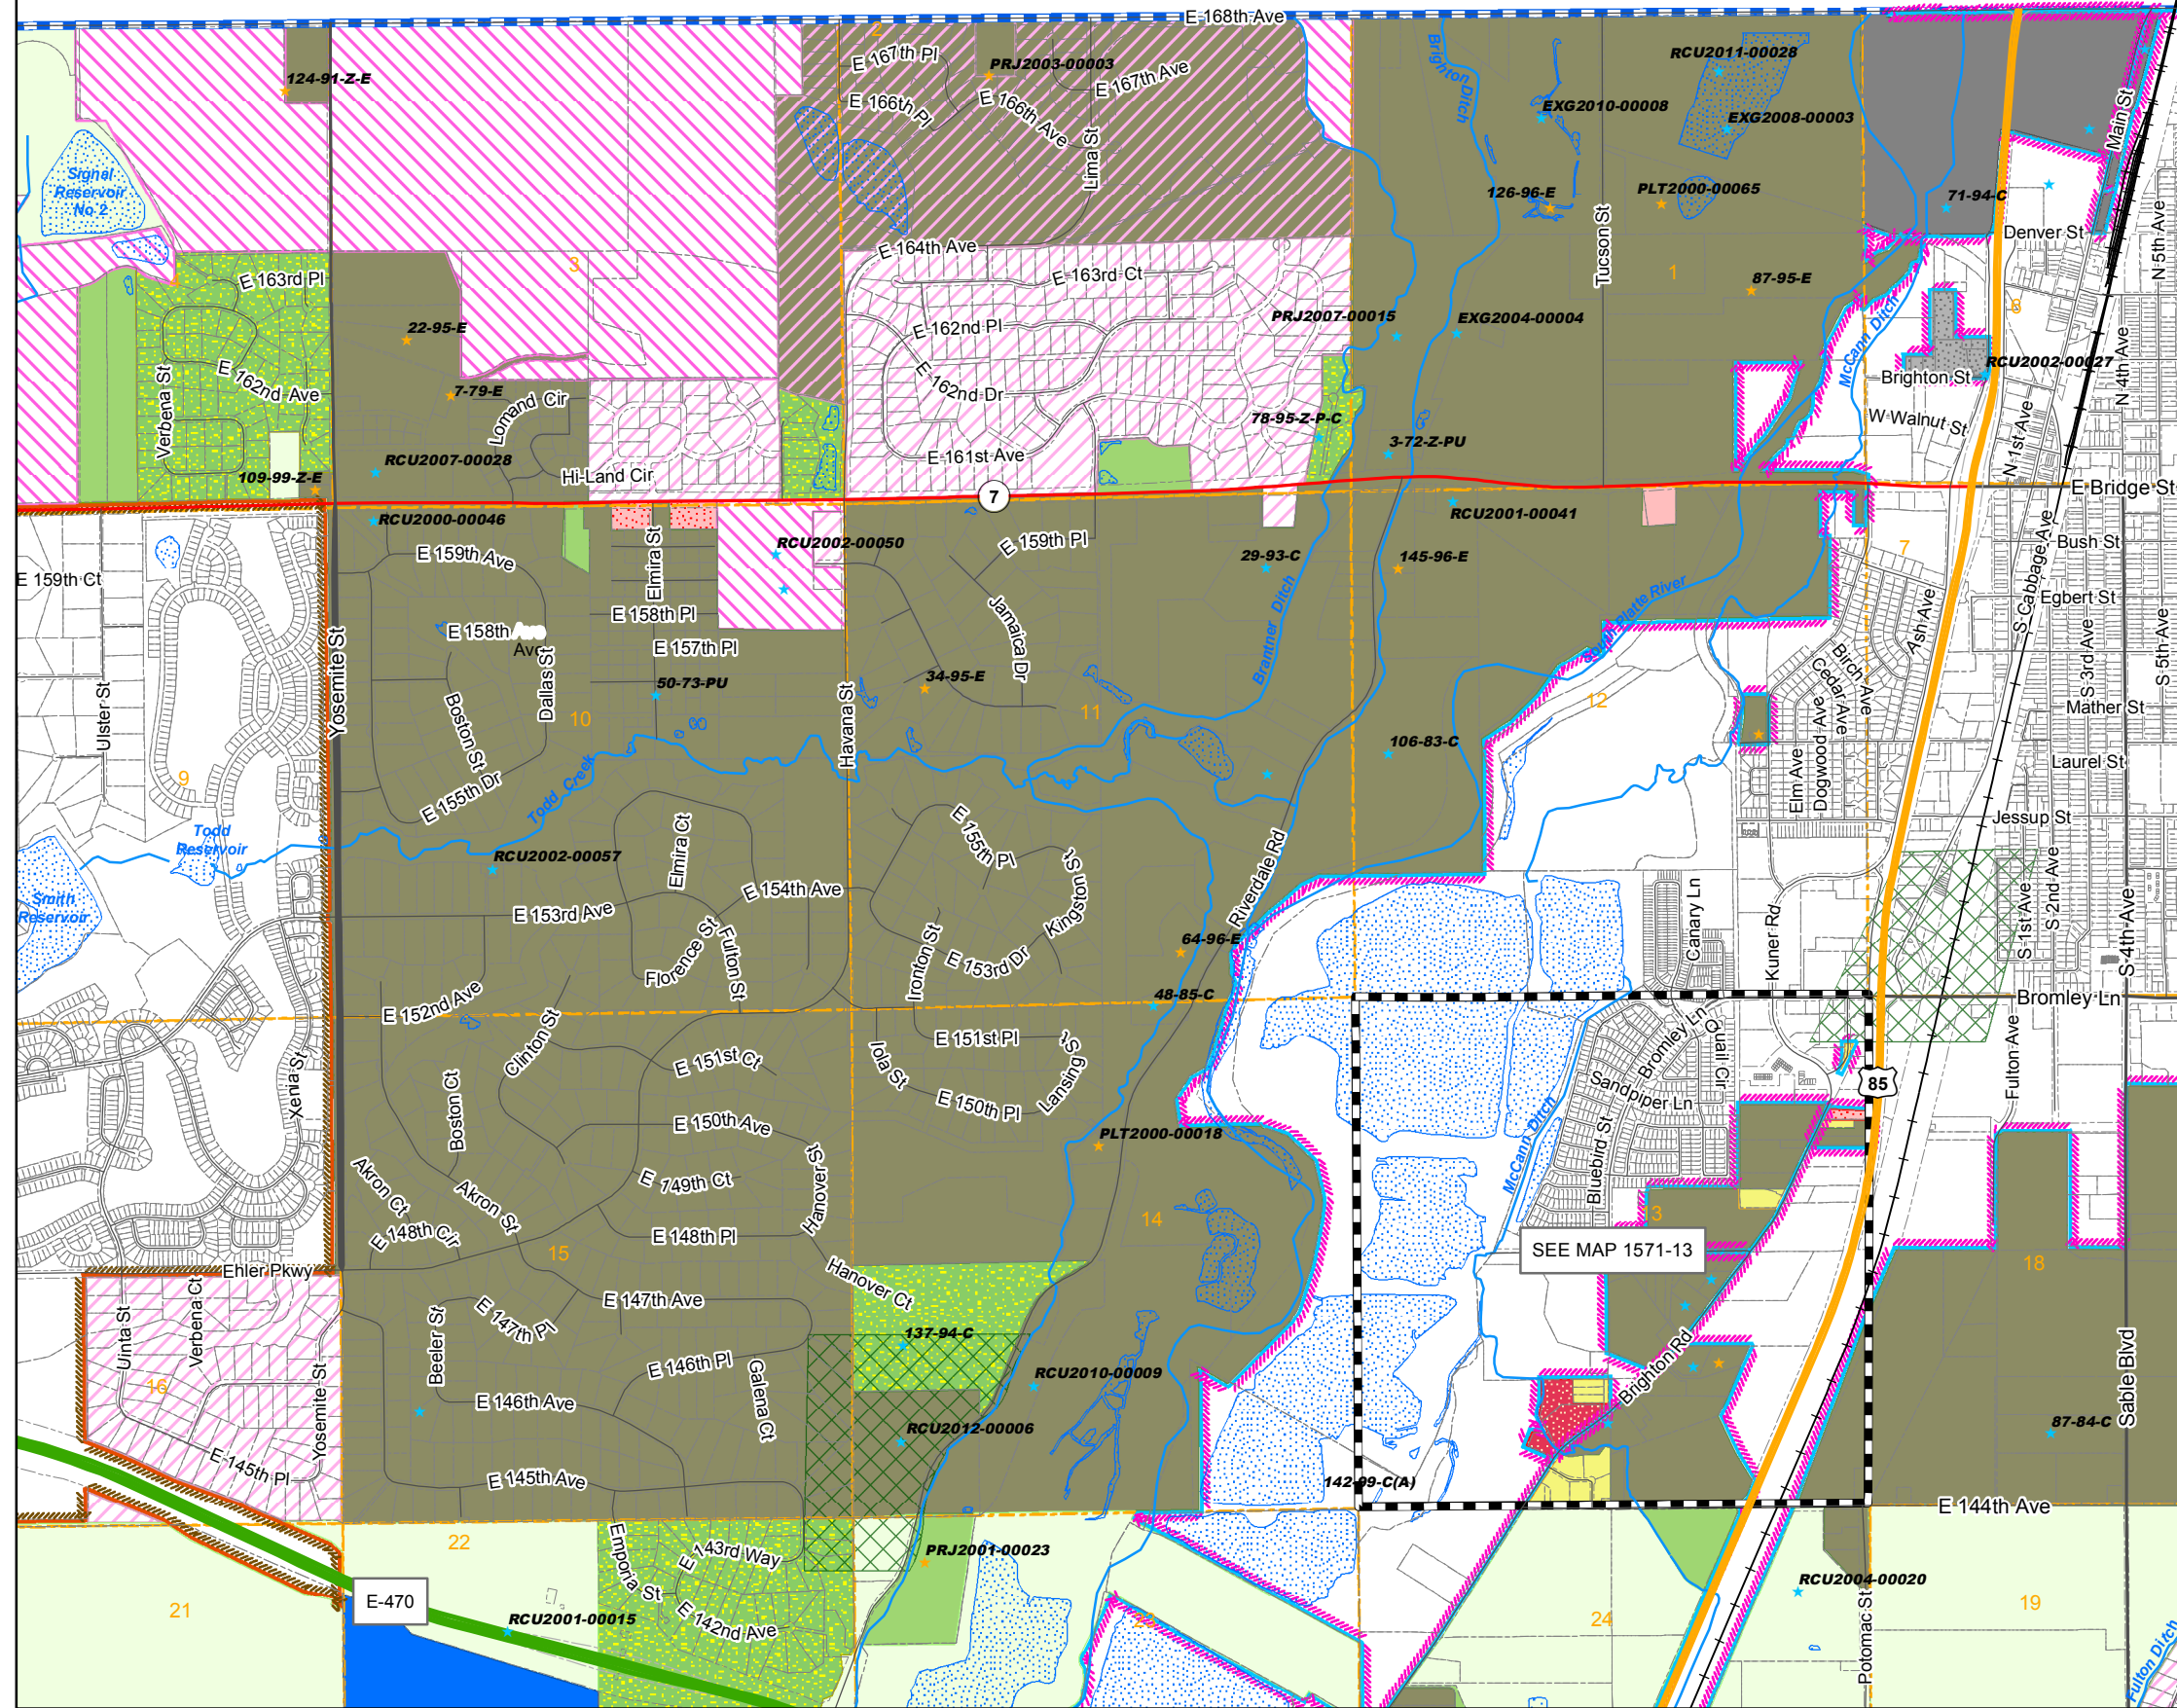 E 168th Ave
2
124-91-Z-E
E 167th Pl
PRJ2003-00003
E 167th Ave
E 166th Pl
E 166th Ave
Lima St
Brighton Ditch
RCU2011-00028
EXG2010-00008
EXG2008-00003
Main St
Signal
Reservoir
No 2
126-96-E
PLT2000-00065
71-94-C
Tucson St
N 5th Ave
Denver St
E 164th Ave
E 163rd Ct
E 163rd Pl
3
1
87-95-E
8
22-95-E
E 162nd Pl
PRJ2007-00015
EXG2004-00004
McCann Ditch
RCU2002-00027
N 4th Ave
Brighton St
E 162nd Ave
Verbena St
7-79-E
Lomand Cir
E 162nd Dr
78-95-Z-P-C
3-72-Z-PU
W Walnut St
N 1st Ave
RCU2007-00028
E 161st Ave
Hi-Land Cir
109-99-Z-E
7
E Bridge St
RCU2000-00046
RCU2001-00041
E 159th Ave
Elmira St
RCU2002-00050
E 159th Pl
29-93-C
145-96-E
7
Bush St
E 159th Ct
S Cabbage Ave
Egbert St
Jamaica Dr
Brantner Ditch
South Platte River
E 158th Pl
E 158th Ave
Ave
E 157th Pl
Ash Ave
Birch Ave
Cedar Ave
S 3rd Ave
S 5th Ave
Yosemite St
Dallas St
50-73-PU
34-95-E
Ulster St
Boston St
10
Havana St
11
12
Mather St
106-83-C
9
E 155th Dr
Todd Creek
Elm Ave
Dogwood Ave
Laurel St
Todd
Reservoir
Jessup St
RCU2002-00057
Elmira Ct
E 155th Pl
Kingston St
Riverdale Rd
E 154th Ave
Smith
Reservoir
E 153rd Ave
Florence St
Fulton St
Ironton St
E 153rd Dr
64-96-E
Canary Ln
Kuner Rd
S 1st Ave
S 2nd Ave
S 4th Ave
E 152nd Ave
48-85-C
Bromley Ln
Clinton St
Iola St
E 151st Pl
Lansing St
E 151st Ct
Bromley Ln
Quail Cir
Fulton Ave
85
Xenia St
Boston Ct
E 150th Pl
Sandpiper Ln
McCann Ditch
E 150th Ave
PLT2000-00018
Bluebird St
Akron Ct
Akron St
E 149th Ct
Hanover St
E 148th Cir
E 148th Pl
14
13
SEE MAP 1571-13
15
18
Ehler Pkwy
Hanover Ct
Uinta St
Verbena Ct
Beeler St
E 147th Pl
E 147th Ave
137-94-C
Sable Blvd
16
Yosemite St
E 146th Pl
Galena Ct
RCU2010-00009
Brighton Rd
E 146th Ave
RCU2012-00006
87-84-C
E 145th Pl
E 145th Ave
142-99-C(A)
E 144th Ave
22
Emporia St
E 143rd Way
PRJ2001-00023
E-470
RCU2004-00020
Potomac St
21
RCU2001-00015
E 142nd Ave
23
24
19
Fulton Ditch